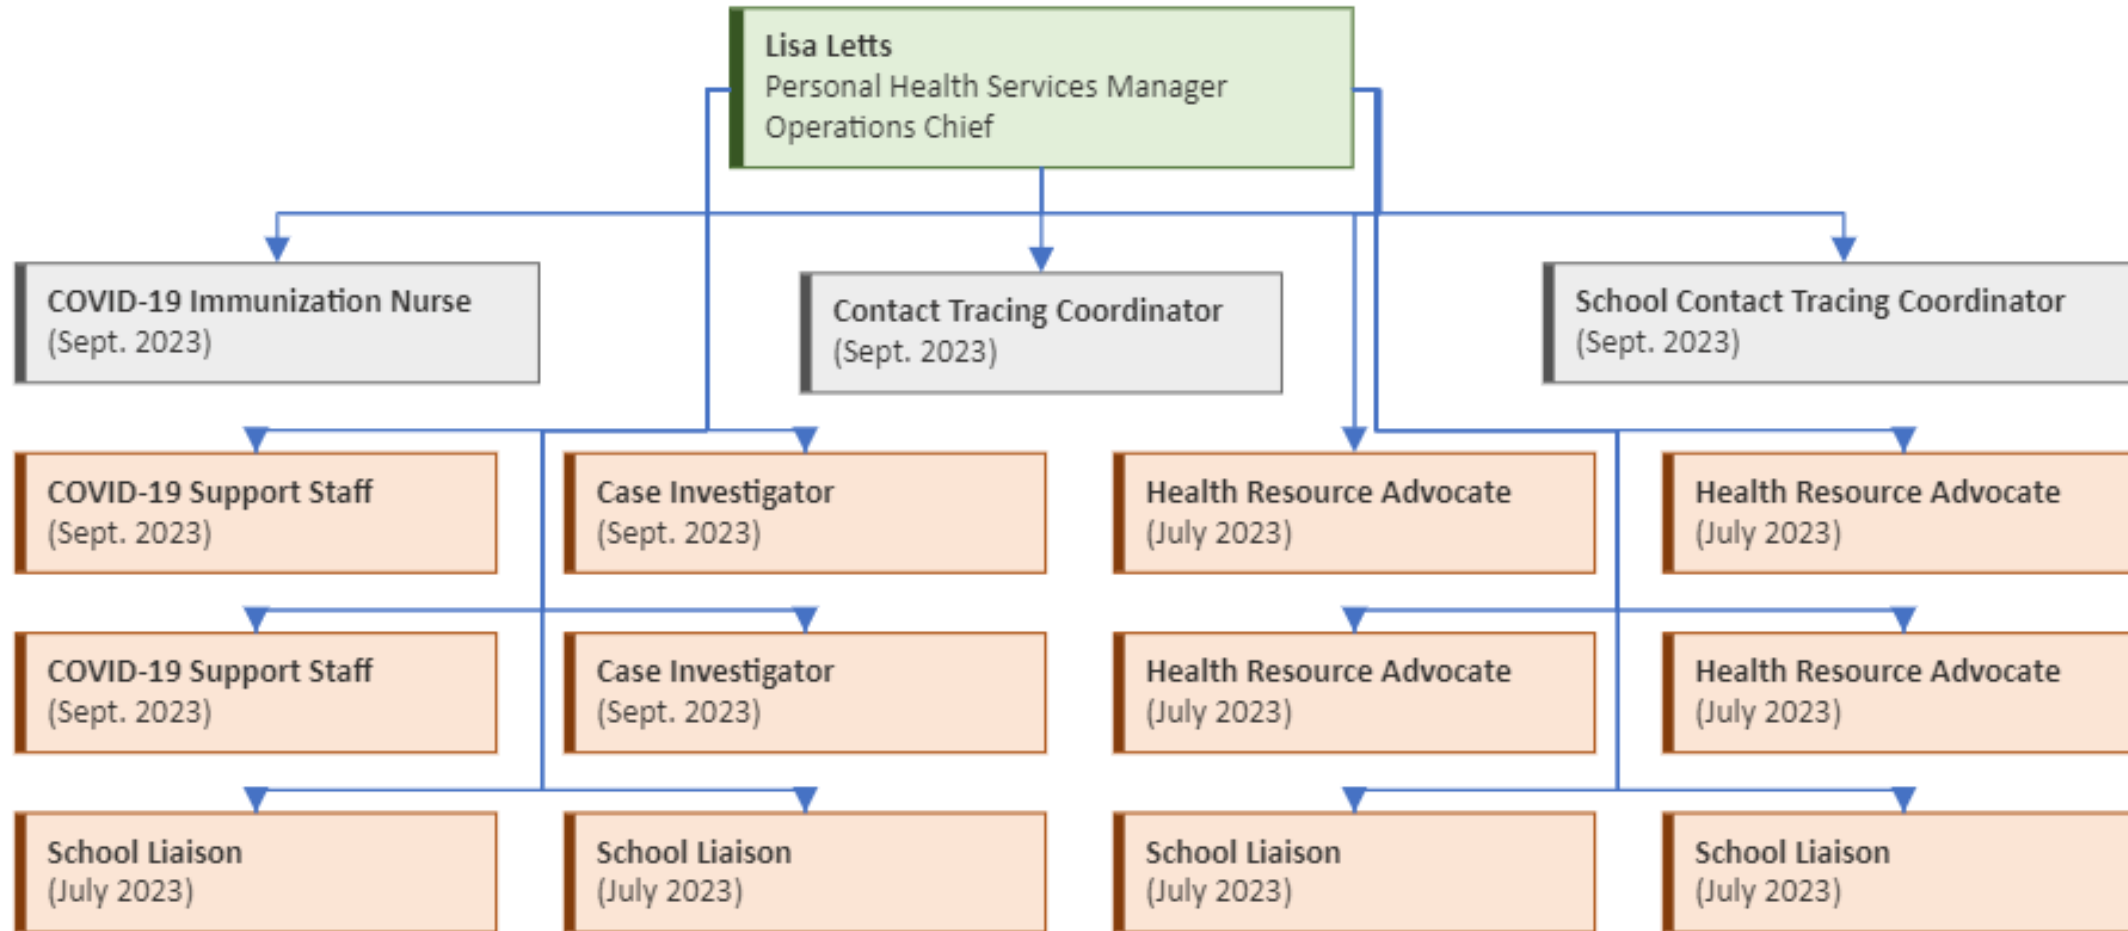 Lisa Letts
Personal Health Services Manager
Operations Chief
COVID-19 Immunization Nurse
(Sept. 2023)
Contact Tracing Coordinator
(Sept. 2023)
School Contact Tracing Coordinator
(Sept. 2023)
COVID-19 Support Staff
(Sept. 2023)
Case Investigator
(Sept. 2023)
Health Resource Advocate
(July 2023)
Health Resource Advocate
(July 2023)
COVID-19 Support Staff
(Sept. 2023)
Case Investigator
(Sept. 2023)
Health Resource Advocate
(July 2023)
Health Resource Advocate
(July 2023)
School Liaison
(July 2023)
School Liaison
(July 2023)
School Liaison
(July 2023)
School Liaison
(July 2023)